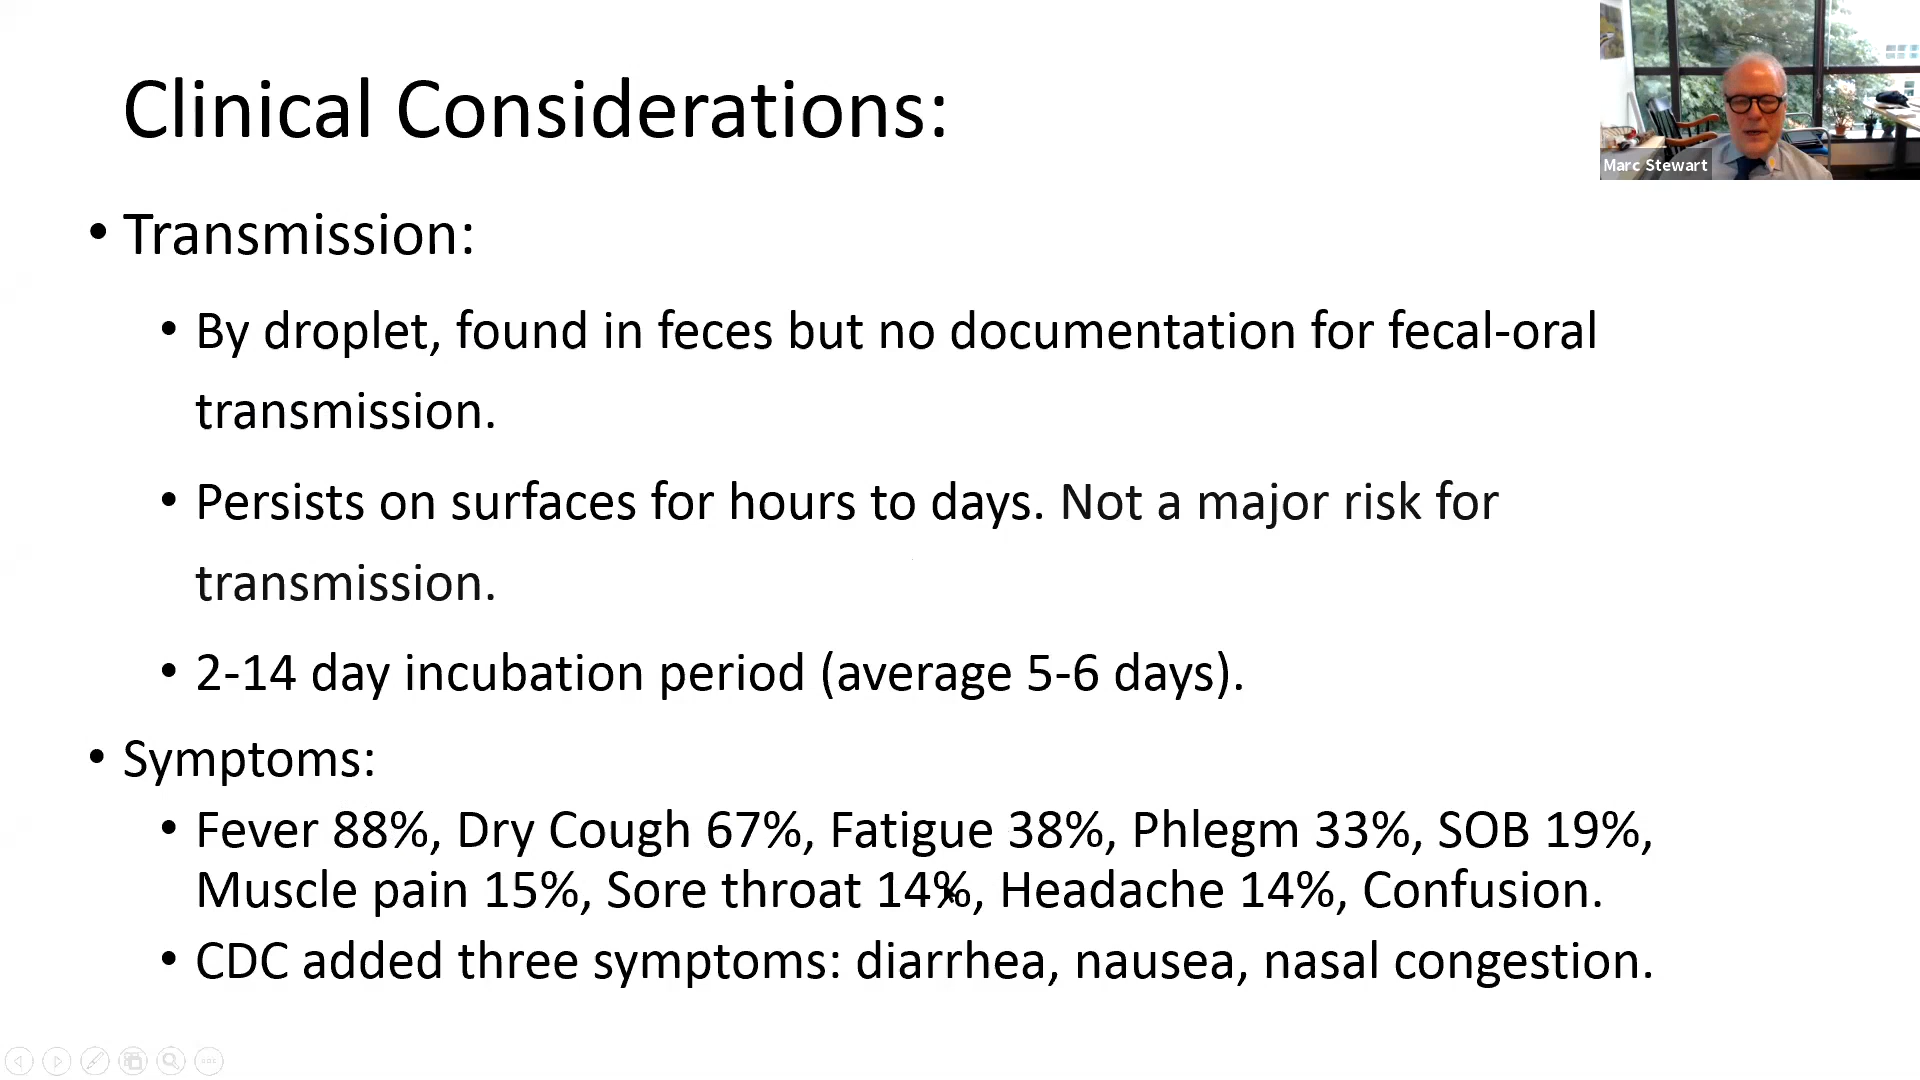 Clinical Considerations:
Marc Stewart
• Transmission:
• By droplet, found in feces but no documentation for fecal-oral
transmission.
• Persists on surfaces for hours to days. Not a major risk for
transmission.
• 2-14 day incubation period (average 5-6 days).
• Symptoms:
• Fever 88%, Dry Cough 67%, Fatigue 38%, Phlegm 33%, SOB 19%,
Muscle pain 15%, Sore throat 14%, Headache 14%, Confusion.
• CDC added three symptoms: diarrhea, nausea, nasal congestion.